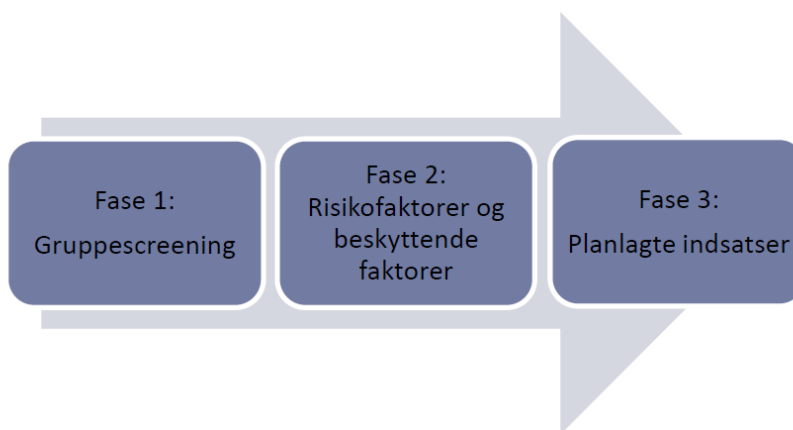 Fase 1:
Gruppescreening
Fase 2:
Risikofaktorer og
beskyttende
faktorer
Fase 3:
Planlagte indsatser